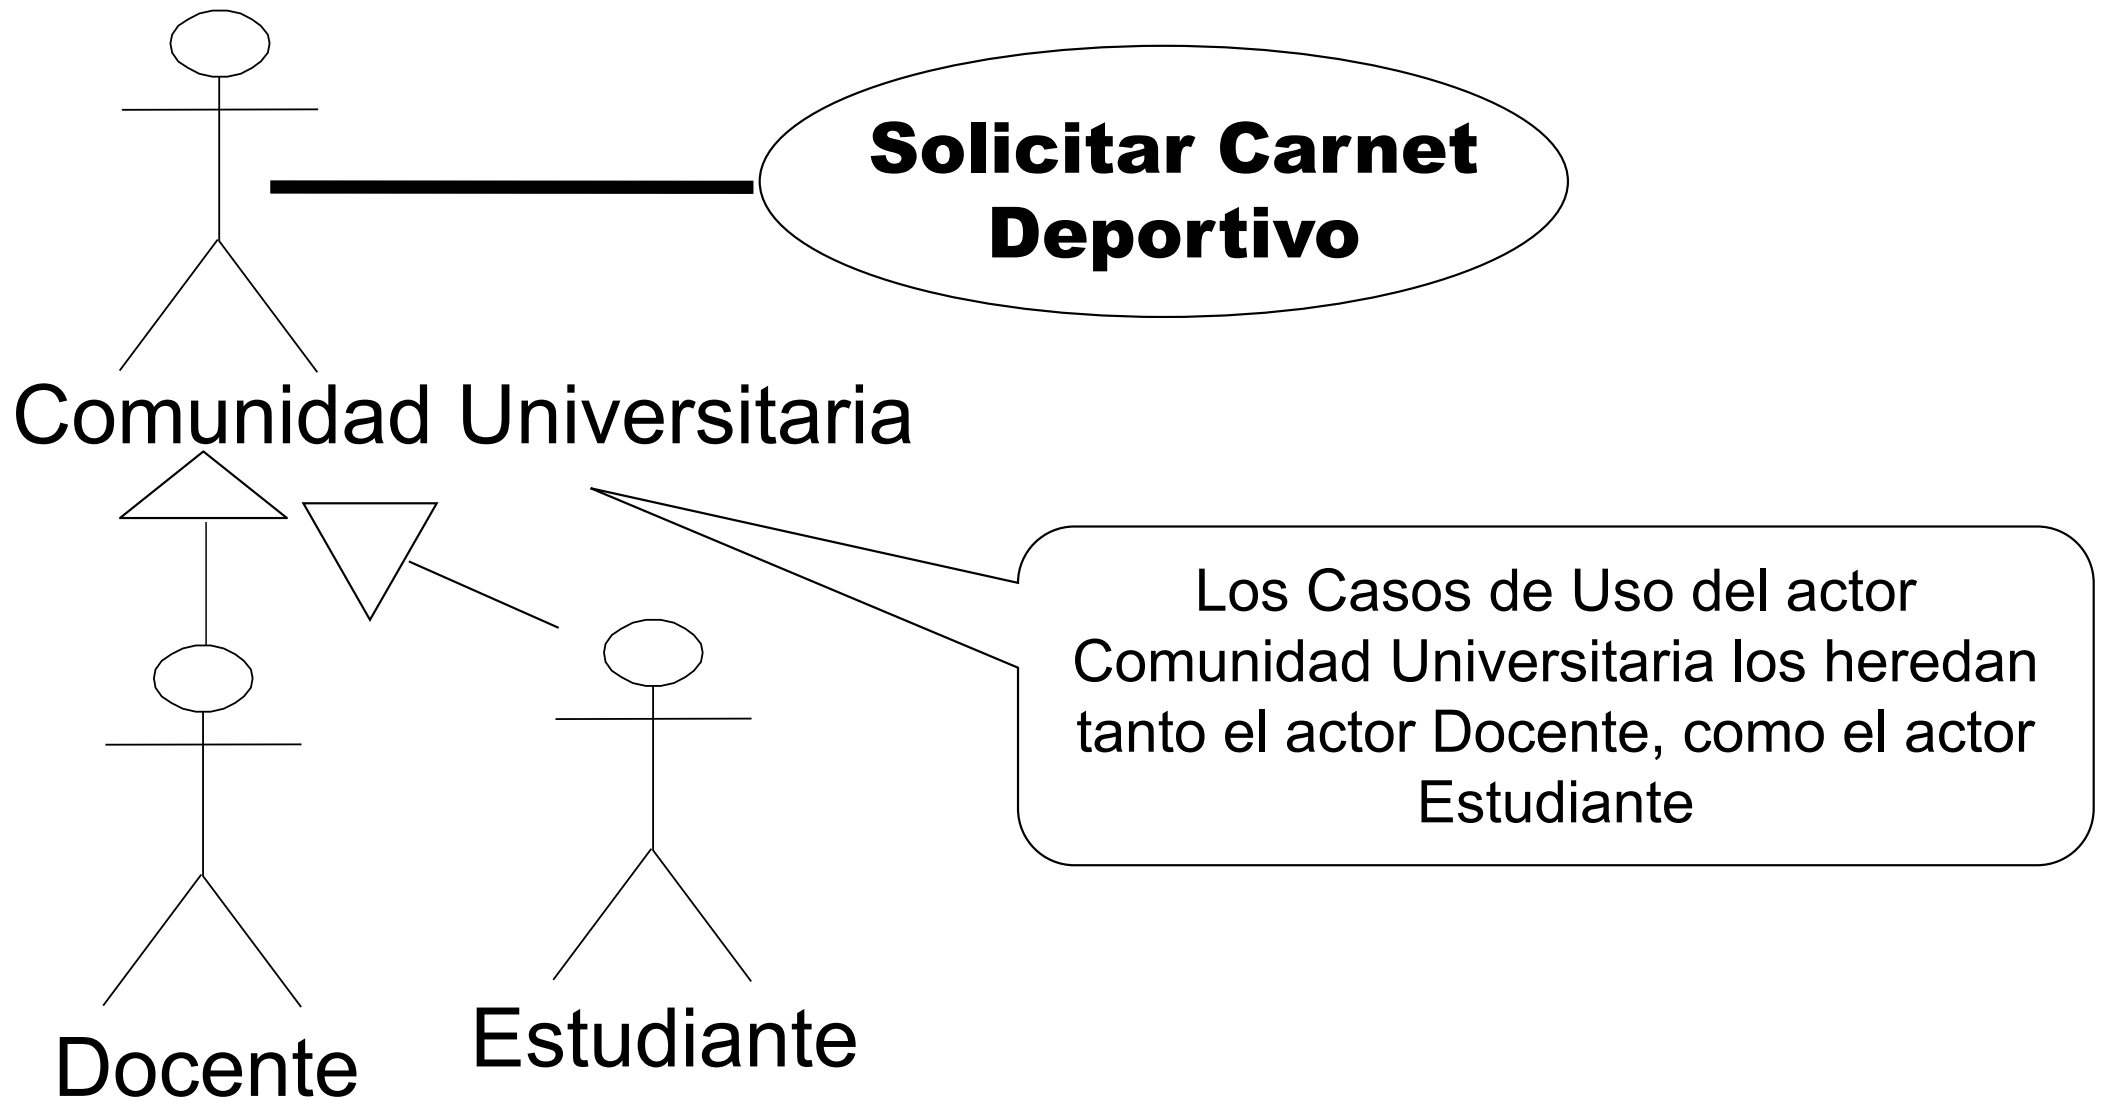 Solicitar Carnet
Deportivo
Comunidad Universitaria
Los Casos de Uso del actor
Comunidad Universitaria los heredan
tanto el actor Docente, como el actor
Estudiante
Estudiante
Docente